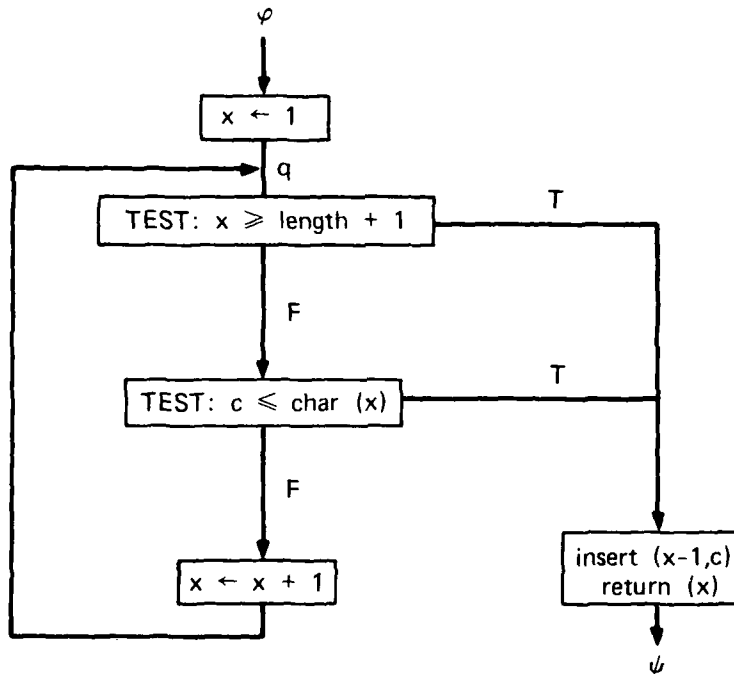 φ
x ← 1
q
TEST: x ⩾ length + 1
T
F
TEST: c ⩽ char (x)
T
F
x ← x + 1
insert (x-1,c)
return (x)
ψ